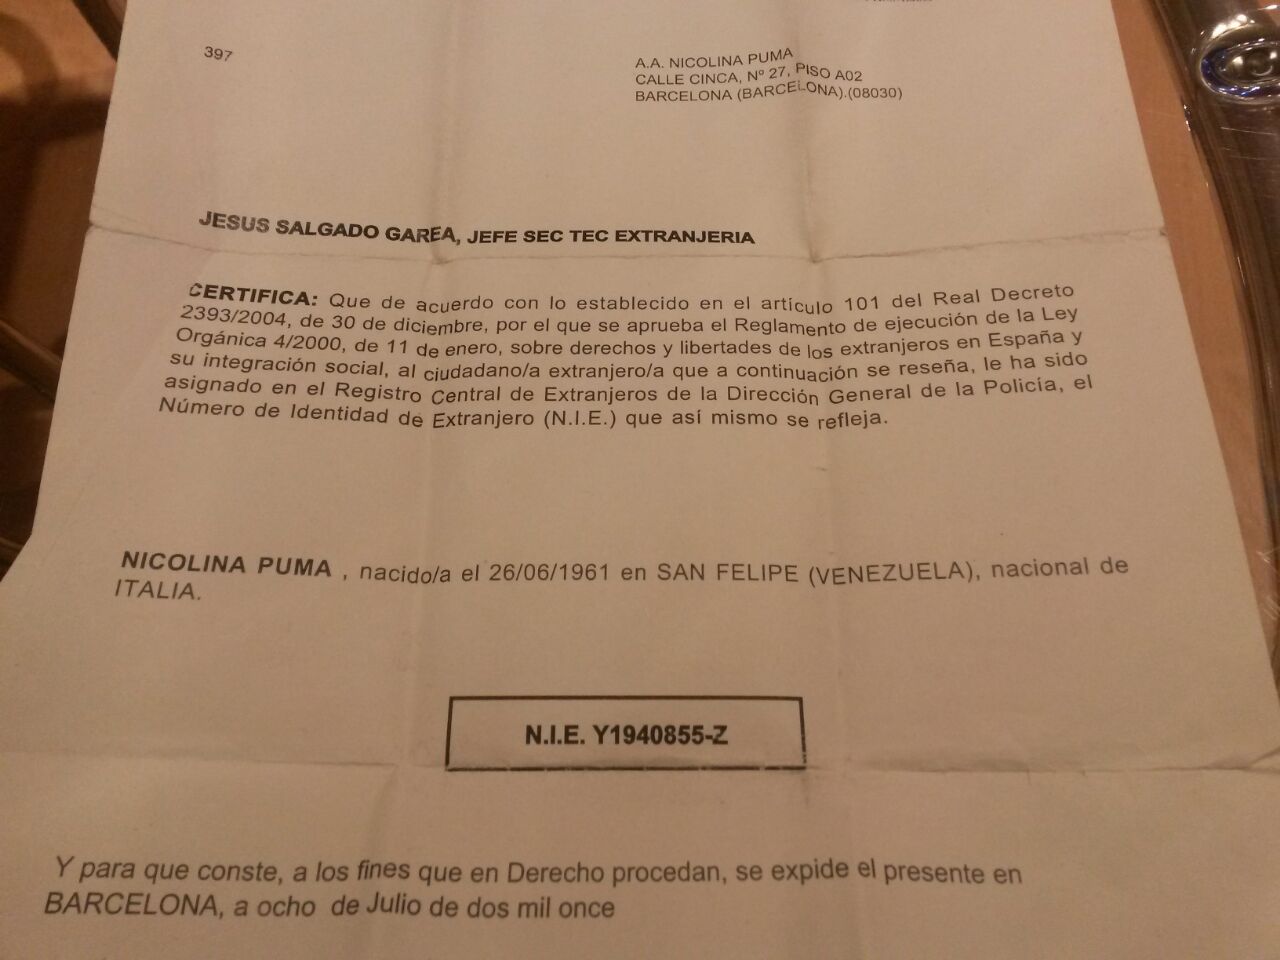 397
A.A. NICOLINA PUMA
CALLE CINCA, Nº 27, PISO A02
BARCELONA (BARCELONA).(08030)
JESUS SALGADO GAREA, JEFE SEC TEC EXTRANJERIA
CERTIFICA: Que de acuerdo con lo establecido en el artículo 101 del Real Decreto
2393/2004, de 30 de diciembre, por el que se aprueba el Reglamento de ejecución de la Ley
Orgánica 4/2000, de 11 de enero, sobre derechos y libertades de los extranjeros en España y
su integración social, al ciudadano/a extranjero/a que a continuación se reseña, le ha sido
asignado en el Registro Central de Extranjeros de la Dirección General de la Policía, el
Número de Identidad de Extranjero (N.I.E.) que así mismo se refleja.
NICOLINA PUMA , nacido/a el 26/06/1961 en SAN FELIPE (VENEZUELA), nacional de
ITALIA.
N.I.E. Y1940855-Z
Y para que conste, a los fines que en Derecho procedan, se expide el presente en
BARCELONA, a ocho de Julio de dos mil once